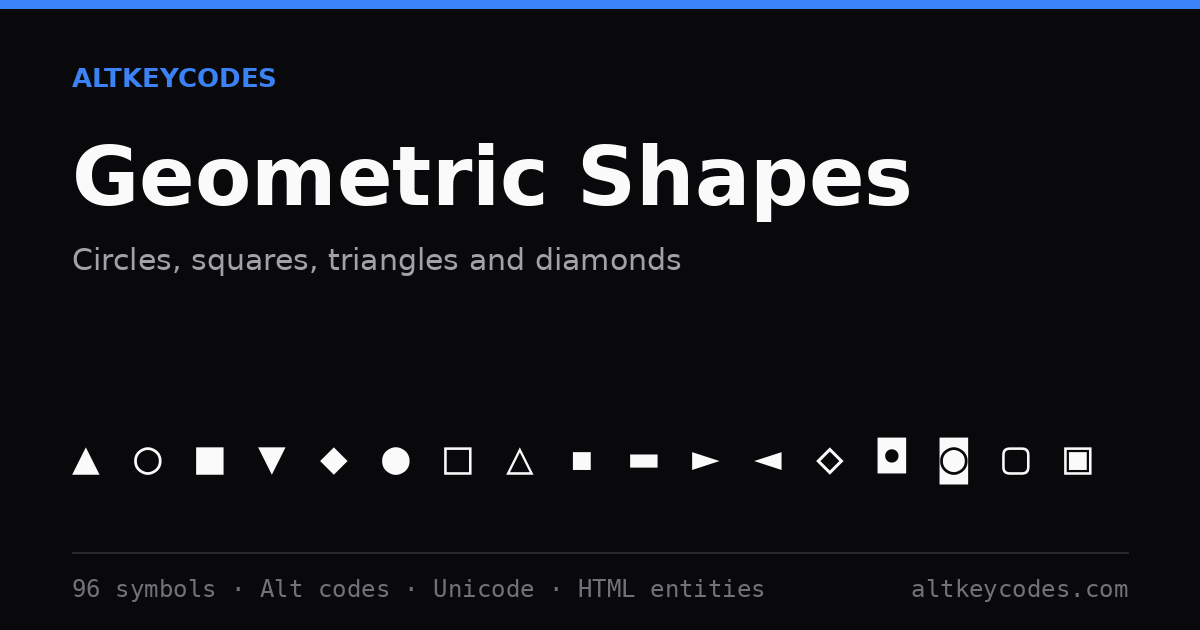 ALTKEYCODES
Geometric Shapes
Circles, squares, triangles and diamonds
▲ ○ ■ ▼ ◆ ● □ △ ▪ ▬ ► ◄ ◇ ◘ ◙ ▢ ▣
96 symbols · Alt codes · Unicode · HTML entities
altkeycodes.com